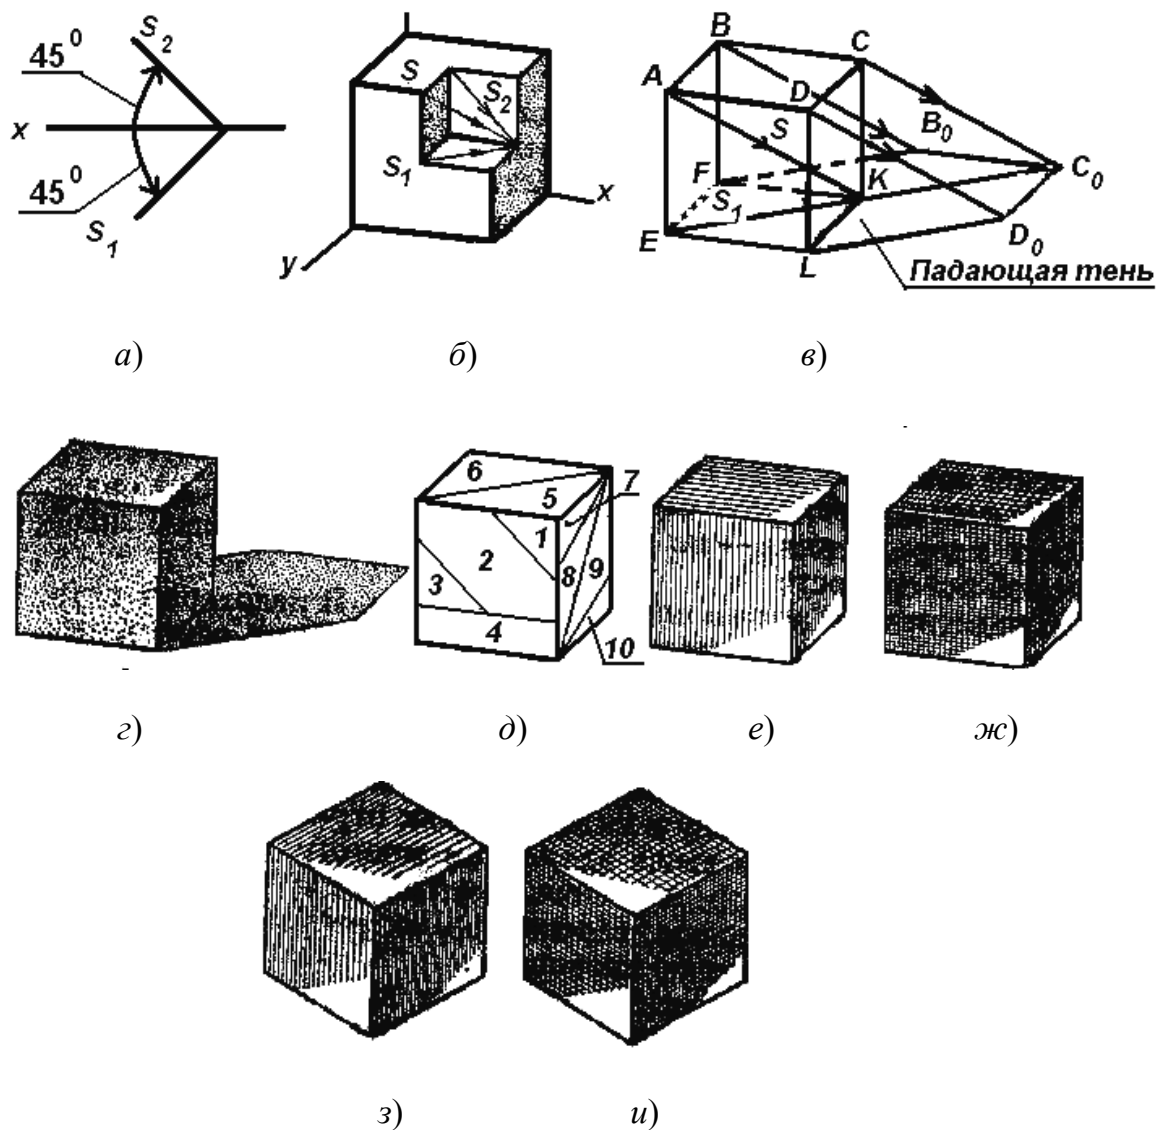 45⁰
S₂
x
45⁰
S₁
S
S₂
S₁
x
y
B
C
A
D
B₀
S
F
K
C₀
S₁
E
D₀
L
Падающая тень
а)
б)
в)
6
7
5
1
2
3
8
9
4
10
г)
д)
е)
ж)
з)
и)